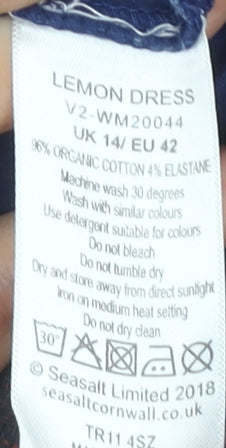 LEMON DRESS
V2-WM20044
UK 14/ EU 42
96% ORGANIC COTTON 4% ELASTANE
Machine wash 30 degrees
Wash with similar colours
Use detergent suitable for colours
Do not bleach
Do not tumble dry
Dry and store away from direct sunlight
Iron on medium heat setting
Do not dry clean
30°
© Seasalt Limited 2018
seasaltcornwall.co.uk
TR11 4SZ